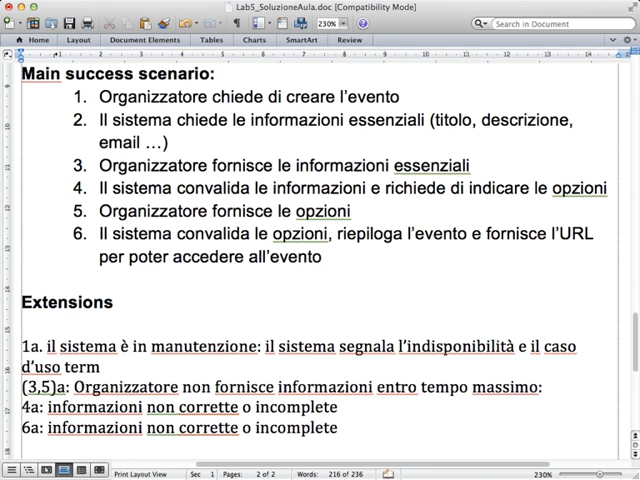 Lab5_SoluzioneAula.doc [Compatibility Mode]
230%
Search in Document
Home Layout Document Elements Tables Charts SmartArt Review
Main success scenario:
1. Organizzatore chiede di creare l'evento
2. Il sistema chiede le informazioni essenziali (titolo, descrizione,
email …)
3. Organizzatore fornisce le informazioni essenziali
4. Il sistema convalida le informazioni e richiede di indicare le opzioni
5. Organizzatore fornisce le opzioni
6. Il sistema convalida le opzioni, riepiloga l'evento e fornisce l'URL
per poter accedere all'evento
Extensions
1a. il sistema è in manutenzione: il sistema segnala l'indisponibilità e il caso
d'uso term
(3,5)a: Organizzatore non fornisce informazioni entro tempo massimo:
4a: informazioni non corrette o incomplete
6a: informazioni non corrette o incomplete
Print Layout View Sec 1 Pages: 2 of 2 Words: 216 of 236 230%